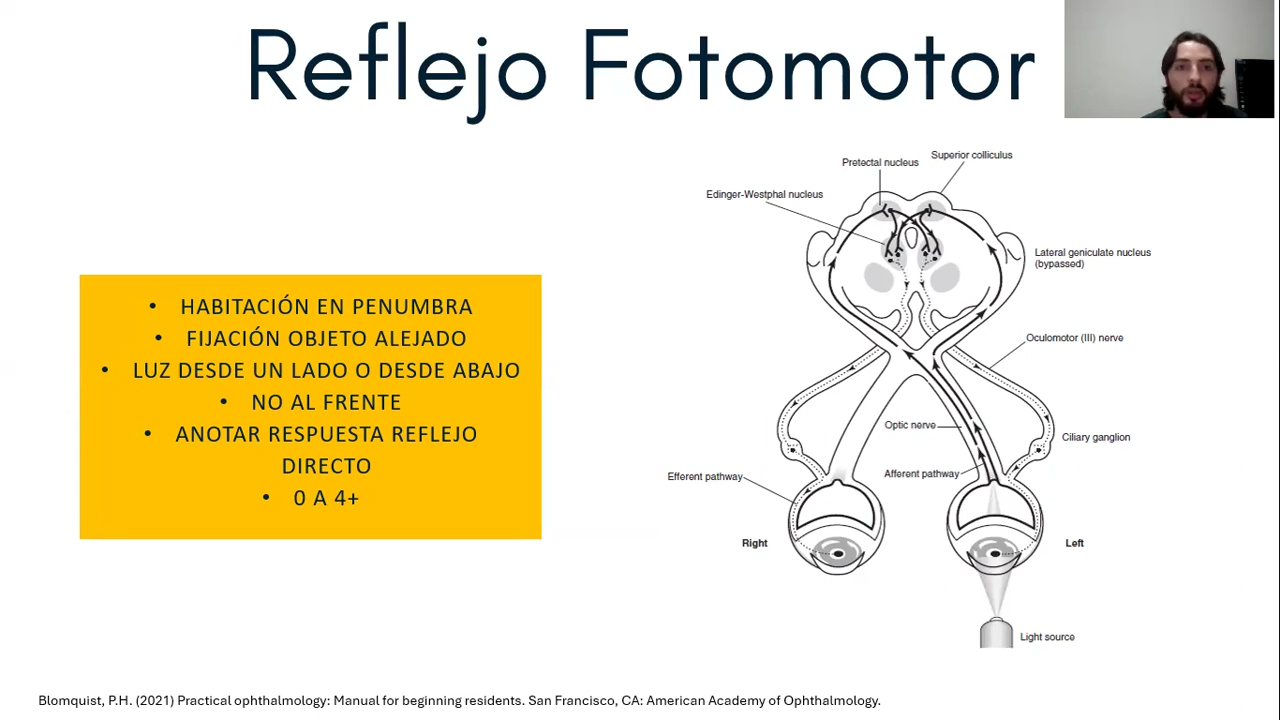 Reflejo Fotomotor
Pretectal nucleus
Superior colliculus
Edinger-Westphal nucleus
Lateral geniculate nucleus
(bypassed)
• HABITACIÓN EN PENUMBRA
• FIJACIÓN OBJETO ALEJADO
• LUZ DESDE UN LADO O DESDE ABAJO
• NO AL FRENTE
• ANOTAR RESPUESTA REFLEJO
DIRECTO
• 0 A 4+
Oculomotor (III) nerve
Optic nerve
Ciliary ganglion
Efferent pathway
Afferent pathway
Right
Left
Light source
Blomquist, P.H. (2021) Practical ophthalmology: Manual for beginning residents. San Francisco, CA: American Academy of Ophthalmology.